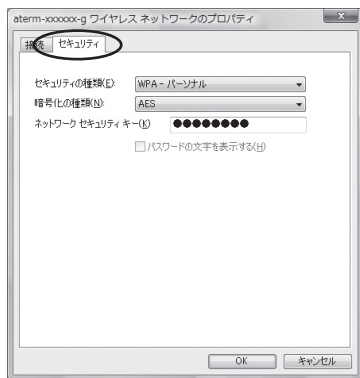 aterm-xxxxxx-g ワイヤレス ネットワークのプロパティ
接続 セキュリティ
セキュリティの種類(E): WPA - パーソナル
暗号化の種類(N): AES
ネットワーク セキュリティ キー(K) ●●●●●●●●
パスワードの文字を表示する(H)
OK キャンセル